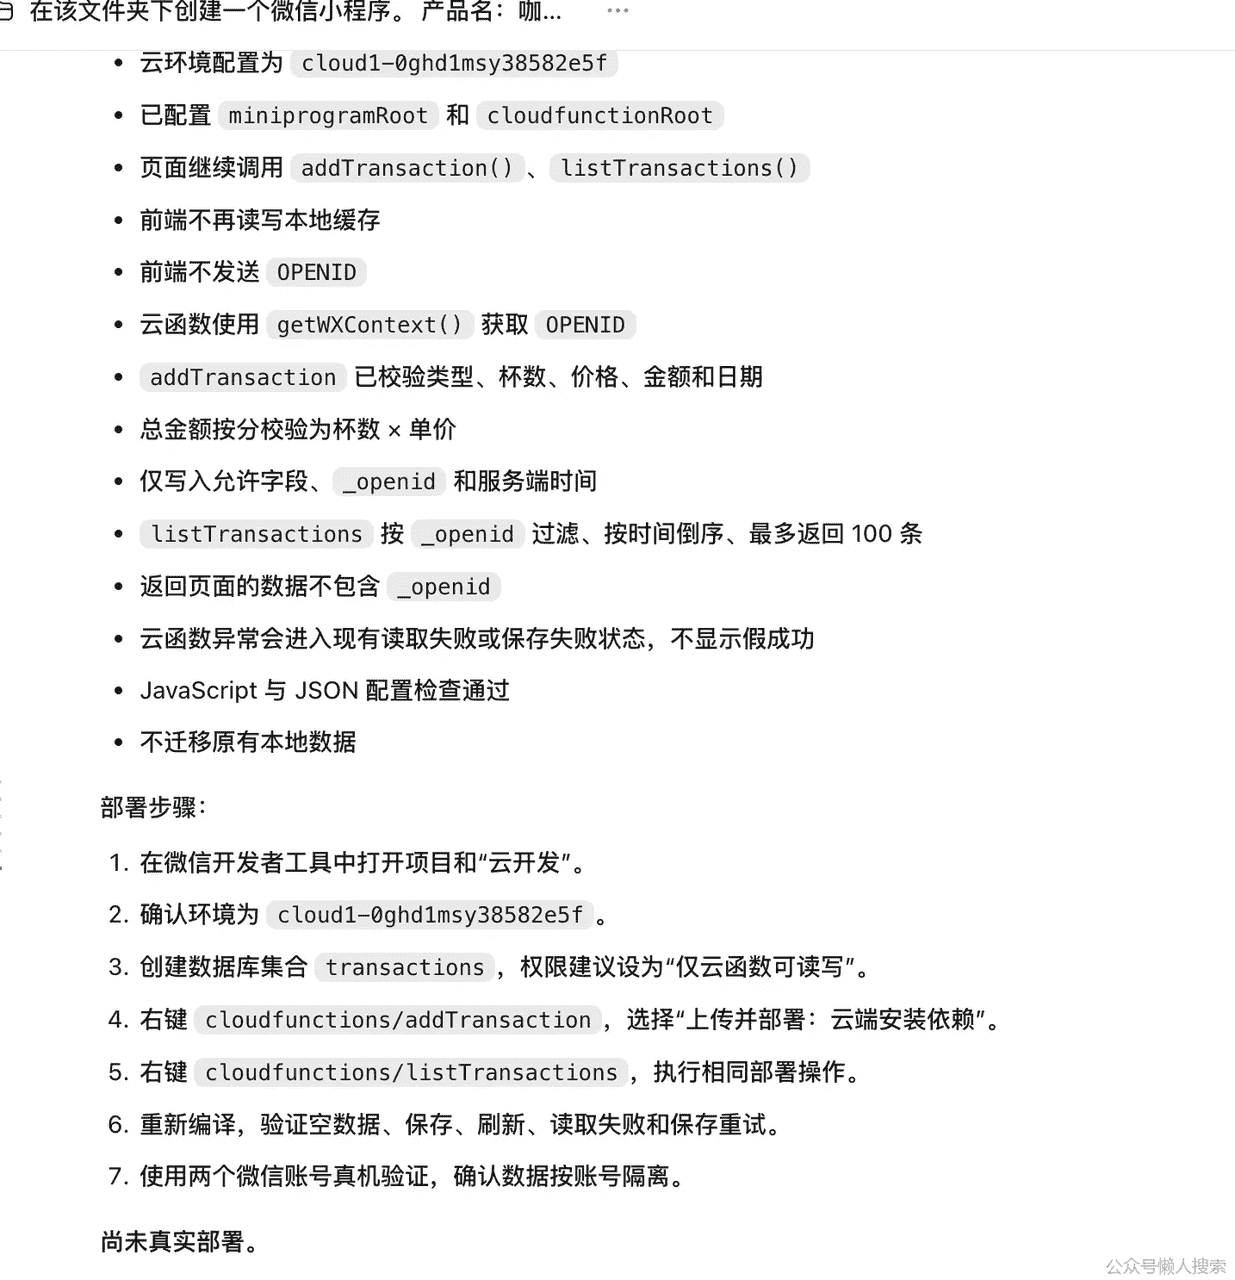 在该文件夹下创建一个微信小程序。 产品名：咖... ...
• 云环境配置为 cloud1-0ghd1msy38582e5f
• 已配置 miniprogramRoot 和 cloudfunctionRoot
• 页面继续调用 addTransaction()、listTransactions()
• 前端不再读写本地缓存
• 前端不发送 OPENID
• 云函数使用 getWXContext() 获取 OPENID
• addTransaction 已校验类型、杯数、价格、金额和日期
• 总金额按分校验为杯数 × 单价
• 仅写入允许字段、_openid 和服务端时间
• listTransactions 按 _openid 过滤、按时间倒序、最多返回 100 条
• 返回页面的数据不包含 _openid
• 云函数异常会进入现有读取失败或保存失败状态，不显示假成功
• JavaScript 与 JSON 配置检查通过
• 不迁移原有本地数据
部署步骤：
1. 在微信开发者工具中打开项目和“云开发”。
2. 确认环境为 cloud1-0ghd1msy38582e5f。
3. 创建数据库集合 transactions，权限建议设为“仅云函数可读写”。
4. 右键 cloudfunctions/addTransaction，选择“上传并部署：云端安装依赖”。
5. 右键 cloudfunctions/listTransactions，执行相同部署操作。
6. 重新编译，验证空数据、保存、刷新、读取失败和保存重试。
7. 使用两个微信账号真机验证，确认数据按账号隔离。
尚未真实部署。
公众号懒人搜索